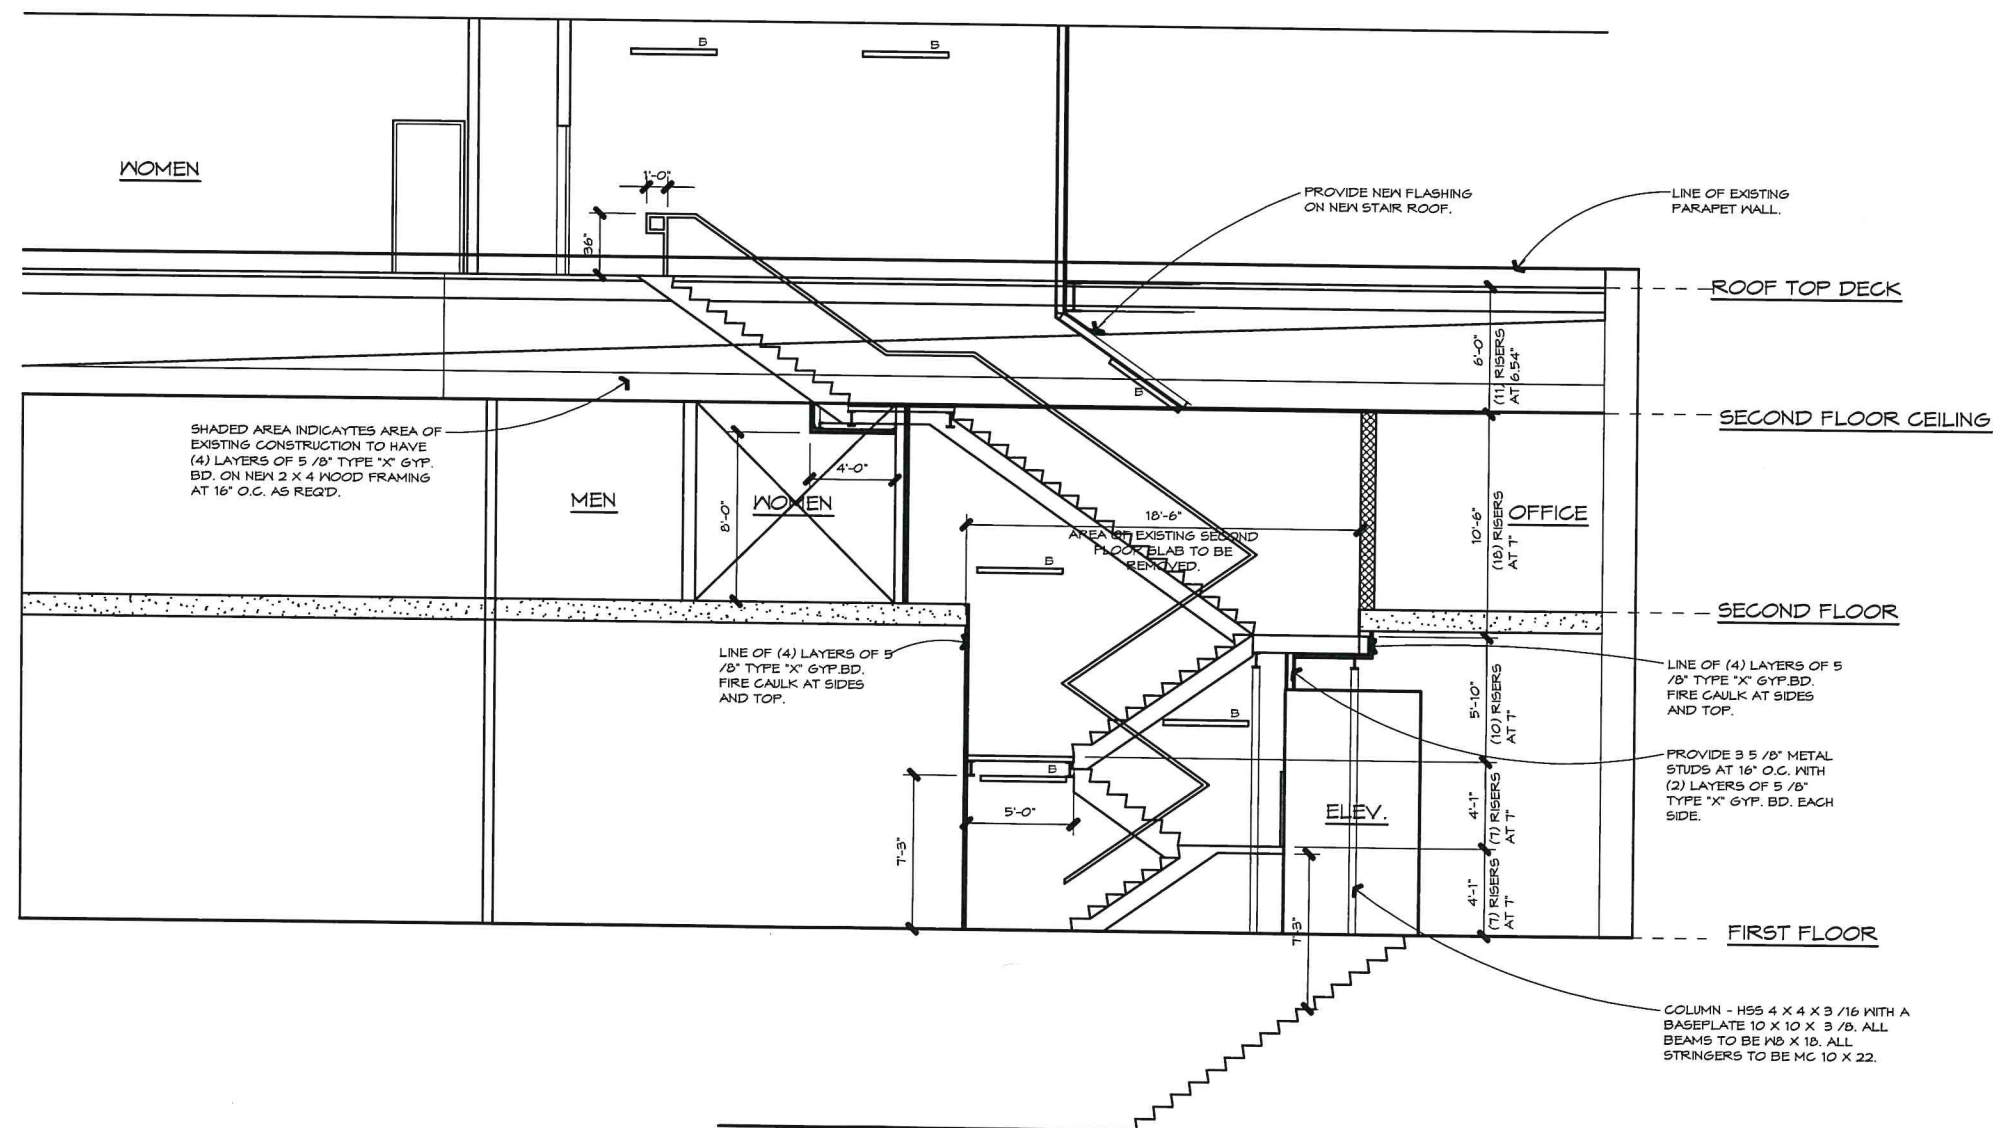 B
B
WOMEN
1'-0"
36"
PROVIDE NEW FLASHING
ON NEW STAIR ROOF.
LINE OF EXISTING
PARAPET WALL.
ROOF TOP DECK
6'-0"
(11) RISERS
AT 6.54"
B
SECOND FLOOR CEILING
SHADED AREA INDICAYTES AREA OF
EXISTING CONSTRUCTION TO HAVE
(4) LAYERS OF 5 /8" TYPE "X" GYP.
BD. ON NEW 2 X 4 WOOD FRAMING
AT 16" O.C. AS REQ'D.
MEN
WOMEN
4'-0"
8'-0"
18'-6"
AREA OF EXISTING SECOND
FLOOR SLAB TO BE
REMOVED.
B
10'-6"
(18) RISERS
AT 7"
OFFICE
SECOND FLOOR
LINE OF (4) LAYERS OF 5
/8" TYPE "X" GYP.BD.
FIRE CAULK AT SIDES
AND TOP.
LINE OF (4) LAYERS OF 5
/8" TYPE "X" GYP.BD.
FIRE CAULK AT SIDES
AND TOP.
5'-10"
(10) RISERS
AT 7"
B
B
PROVIDE 3 5 /8" METAL
STUDS AT 16" O.C. WITH
(2) LAYERS OF 5 /8"
TYPE "X" GYP. BD. EACH
SIDE.
5'-0"
7'-3"
ELEV.
4'-1"
(7) RISERS
AT 7"
4'-1"
(7) RISERS
AT 7"
7'-3"
FIRST FLOOR
COLUMN - HSS 4 X 4 X 3 /16 WITH A
BASEPLATE 10 X 10 X 3 /8. ALL
BEAMS TO BE W8 X 18. ALL
STRINGERS TO BE MC 10 X 22.